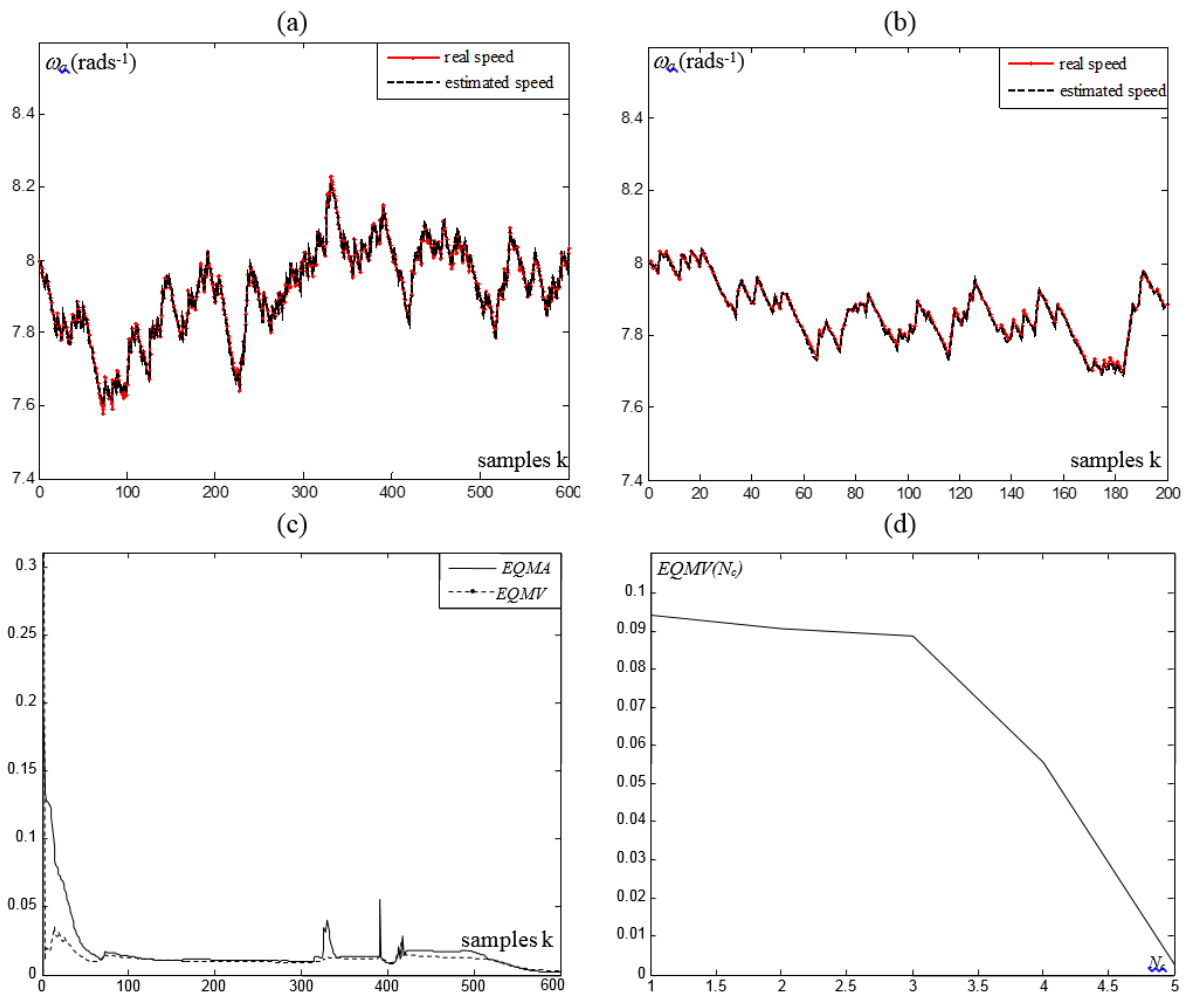 (a)
ωa(rads-1)
real speed
estimated speed
8.4
8.2
8
7.8
7.6
7.4
samples k
0 100 200 300 400 500 600
(b)
ωa(rads-1)
real speed
estimated speed
8.4
8.2
8
7.8
7.6
7.4
samples k
0 20 40 60 80 100 120 140 160 180 200
(c)
0.3
EQMA
EQMV
0.25
0.2
0.15
0.1
0.05
0
samples k
0 100 200 300 400 500 600
(d)
EQMV(Nc)
0.1
0.09
0.08
0.07
0.06
0.05
0.04
0.03
0.02
0.01
0
Nc
1 1.5 2 2.5 3 3.5 4 4.5 5